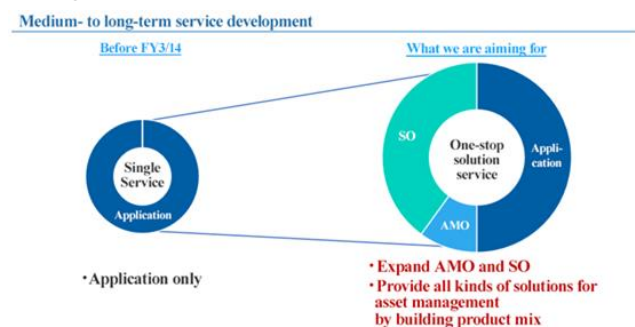 Medium- to long-term service development
Before FY3/14
What we are aiming for
Single
Service
Application
SO
One-stop
solution
service
Appli-
cation
AMO
・Application only
・Expand AMO and SO
・Provide all kinds of solutions for
asset management
by building product mix